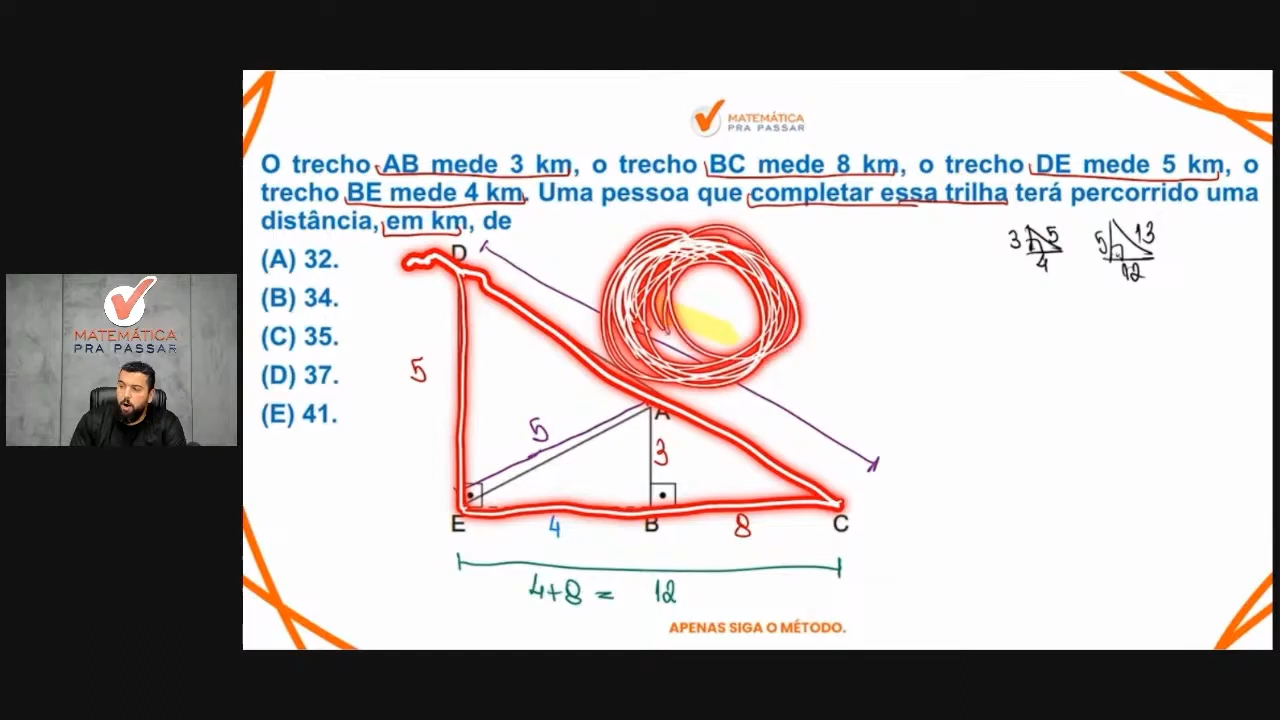 MATEMÁTICA
PRA PASSAR
O trecho AB mede 3 km, o trecho BC mede 8 km, o trecho DE mede 5 km, o
trecho BE mede 4 km. Uma pessoa que completar essa trilha terá percorrido uma
distância, em km, de
(A) 32.
(B) 34.
(C) 35.
(D) 37.
(E) 41.
3 5
4
5 13
12
D
5
5
A
3
E
4
B
8
C
4+8 = 12
APENAS SIGA O MÉTODO.
MATEMÁTICA
PRA PASSAR